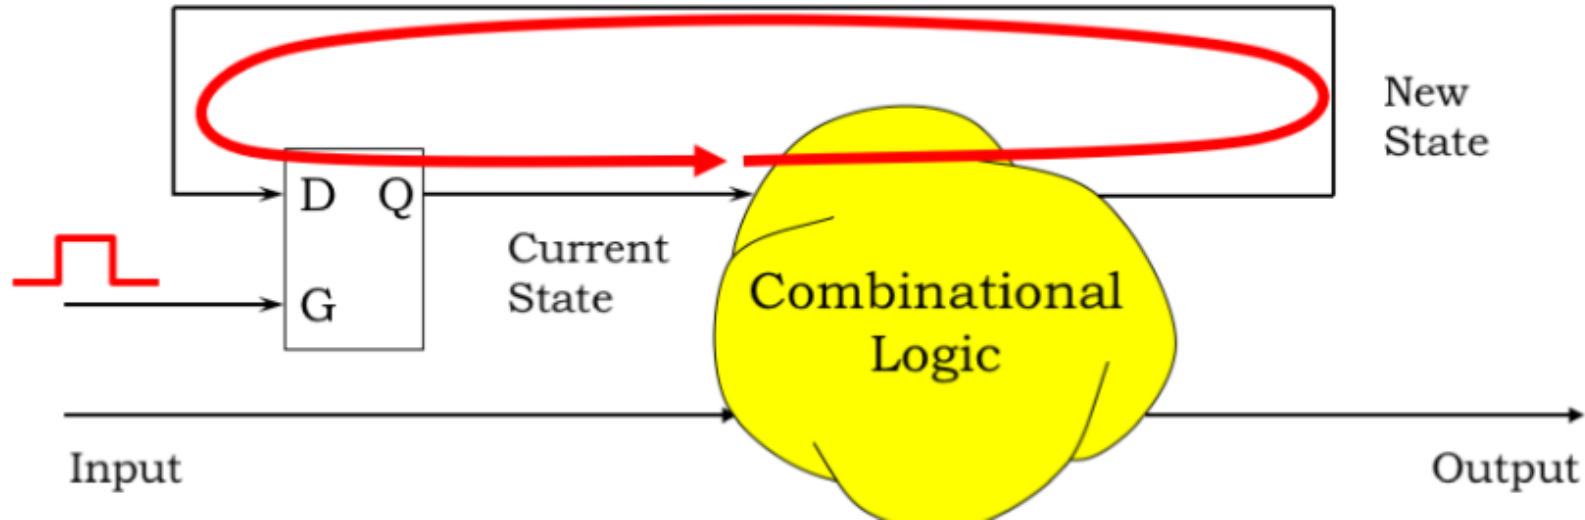 New
State
D Q
Current
State
G
Combinational
Logic
Input
Output